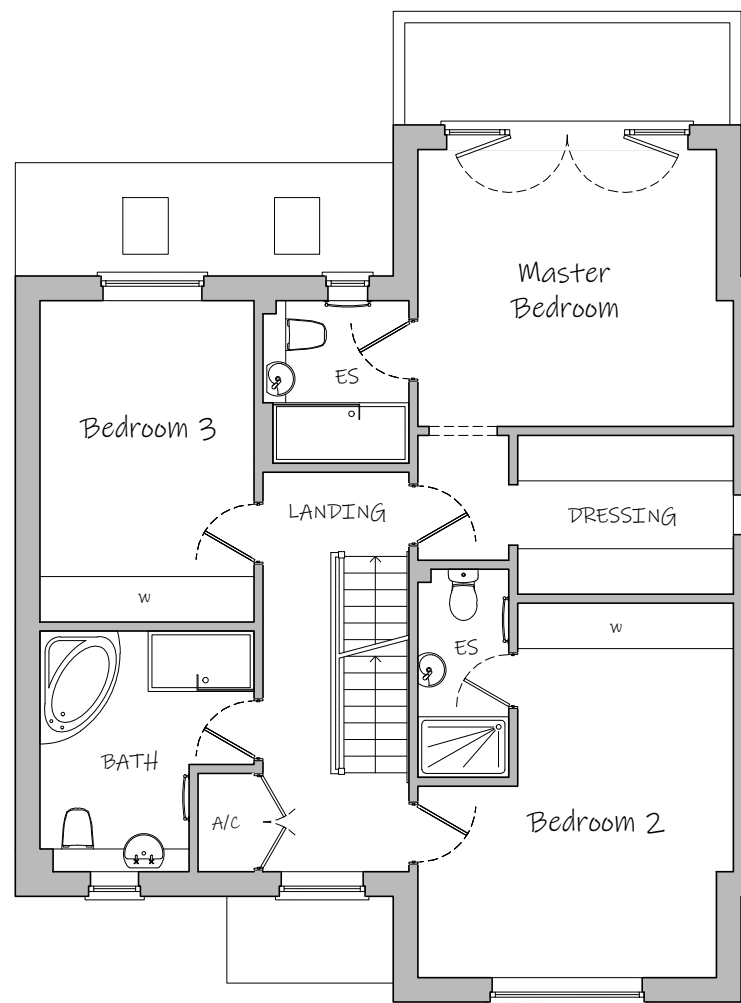 Master
Bedroom
ES
Bedroom 3
LANDING
DRESSING
W
W
ES
BATH
A/C
Bedroom 2